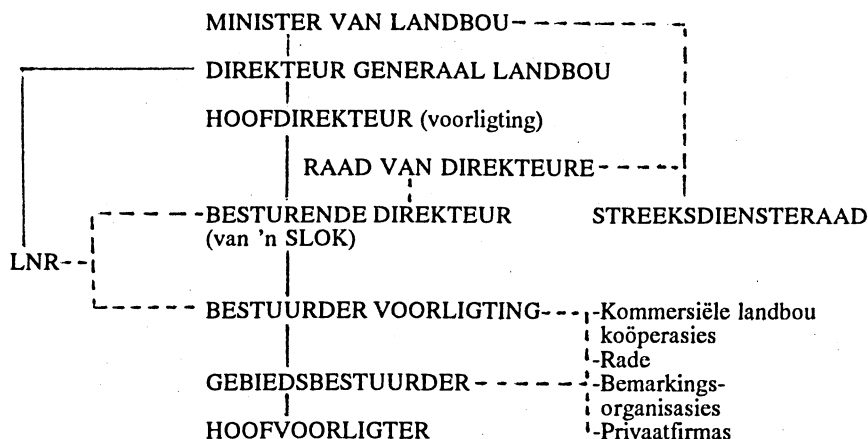 MINISTER VAN LANDBOU
DIREKTEUR GENERAAL LANDBOU
HOOFDIREKTEUR (voorligting)
RAAD VAN DIREKTEURE
BESTURENDE DIREKTEUR
(van 'n SLOK)
STREEKSDIENSTERAAD
LNR
BESTUURDER VOORLIGTING
-Kommersiële landbou
koöperasies
-Rade
GEBIEDSBESTUURDER
-Bemarkings-
organisasies
HOOFVOORLIGTER
-Privaatfirmas